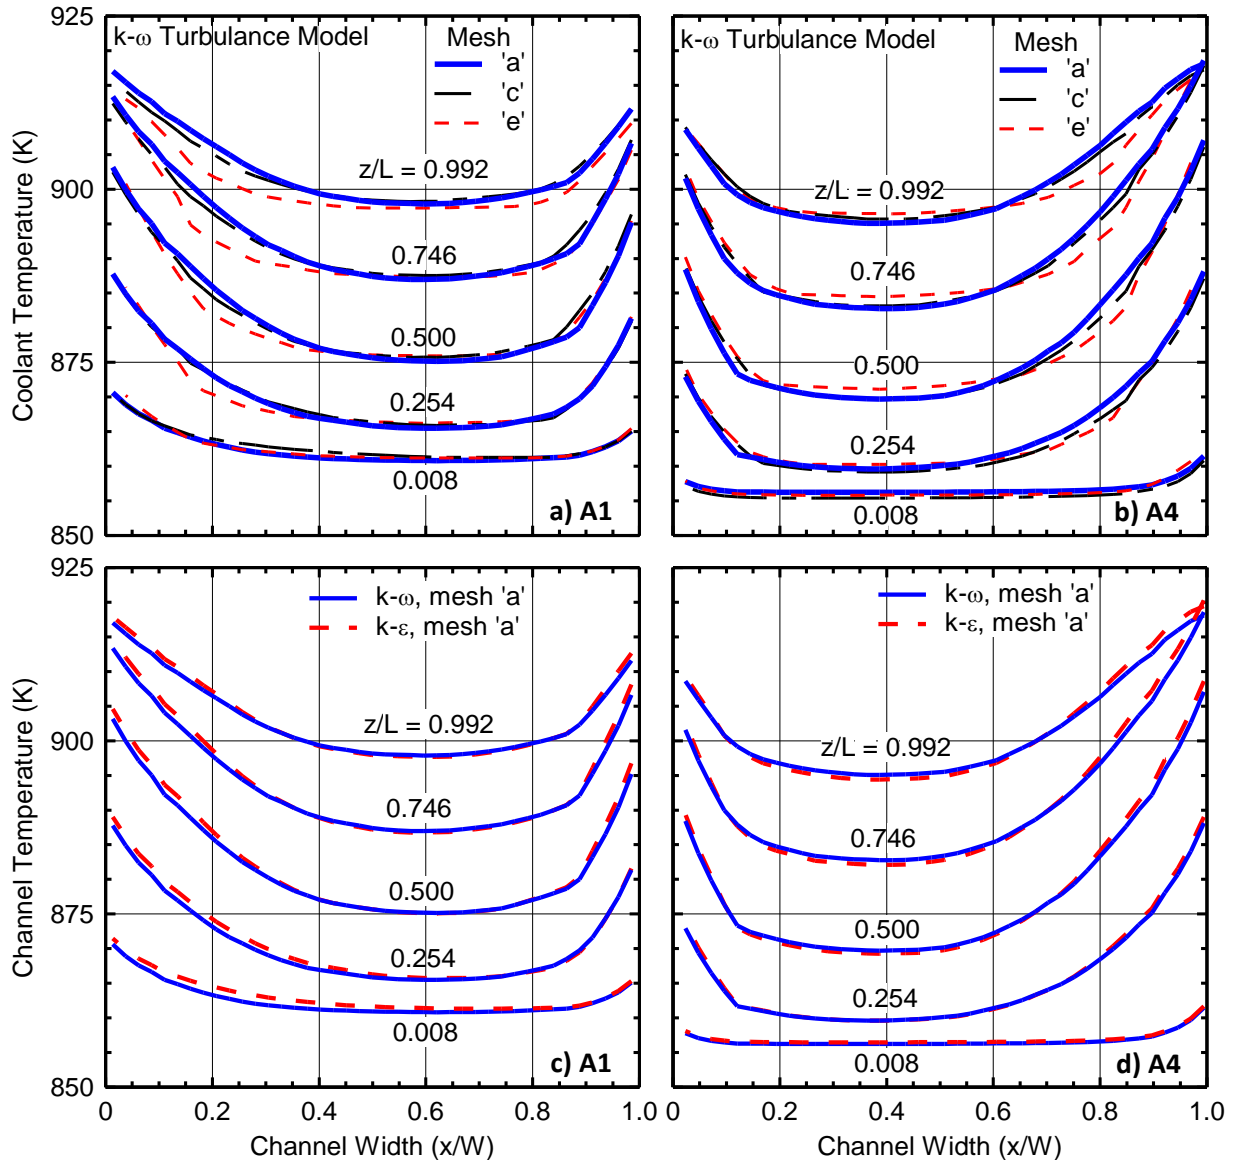 925
900
875
850
Coolant Temperature (K)
k-ω Turbulance Model
Mesh
'a'
'c'
'e'
z/L = 0.992
0.746
0.500
0.254
0.008
a) A1
k-ω Turbulance Model
Mesh
'a'
'c'
'e'
z/L = 0.992
0.746
0.500
0.254
0.008
b) A4
925
900
875
850
Channel Temperature (K)
k-ω, mesh 'a'
k-ε, mesh 'a'
z/L = 0.992
0.746
0.500
0.254
0.008
c) A1
0 0.2 0.4 0.6 0.8 1.0
Channel Width (x/W)
k-ω, mesh 'a'
k-ε, mesh 'a'
z/L = 0.992
0.746
0.500
0.254
0.008
d) A4
0 0.2 0.4 0.6 0.8 1.0
Channel Width (x/W)